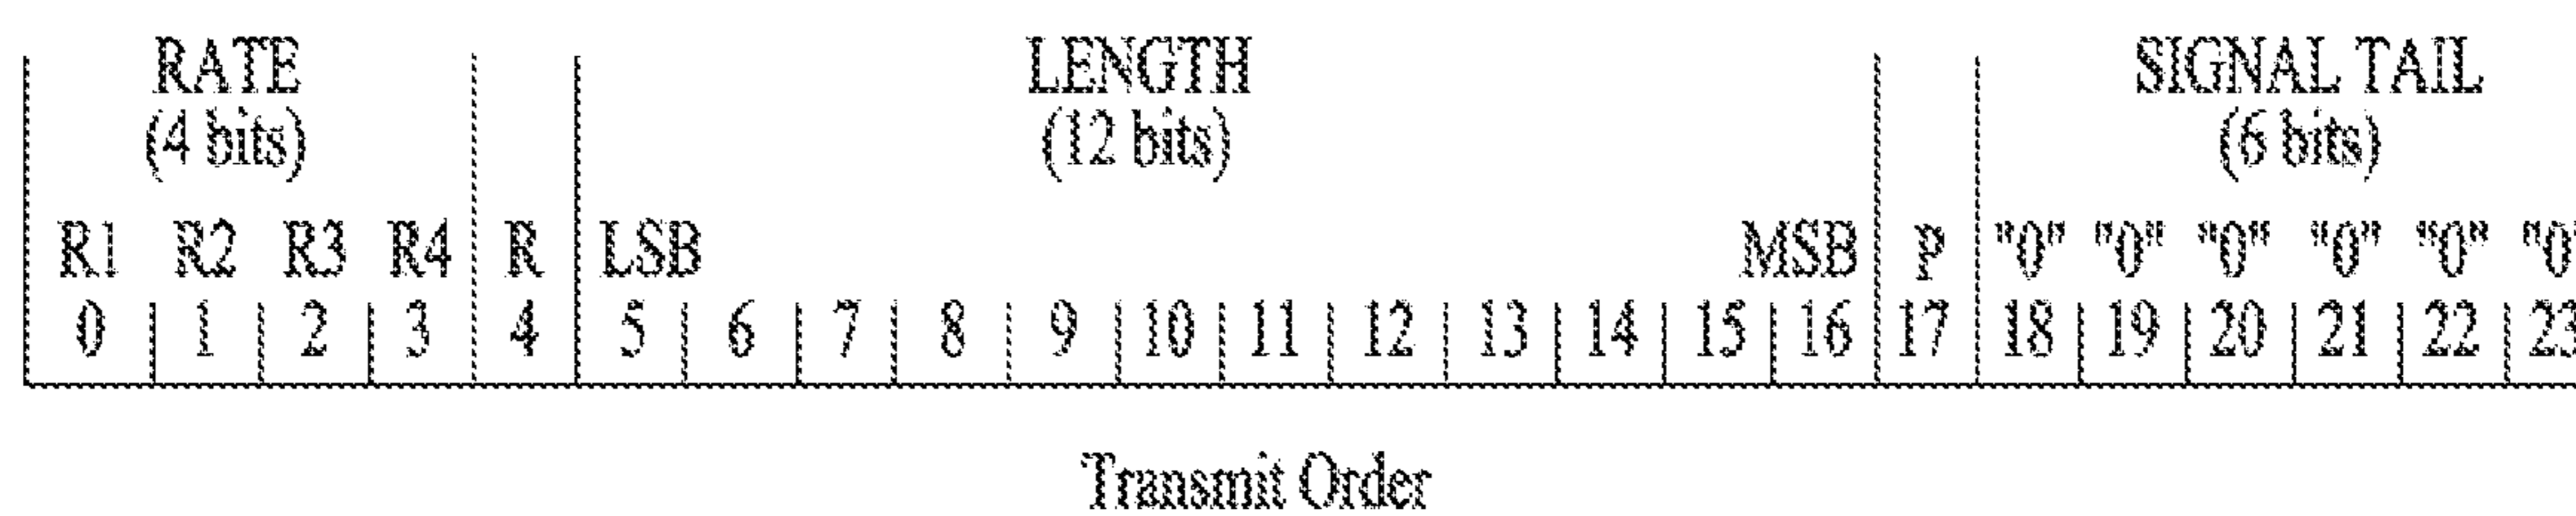 RATE LENGTH SIGNAL TAIL
(4 bits) (12 bits) (6 bits)
R1 R2 R3 R4 R LSB MSB P "0" "0" "0" "0" "0" "0"
0 1 2 3 4 5 6 7 8 9 10 11 12 13 14 15 16 17 18 19 20 21 22 23
Transmit Order